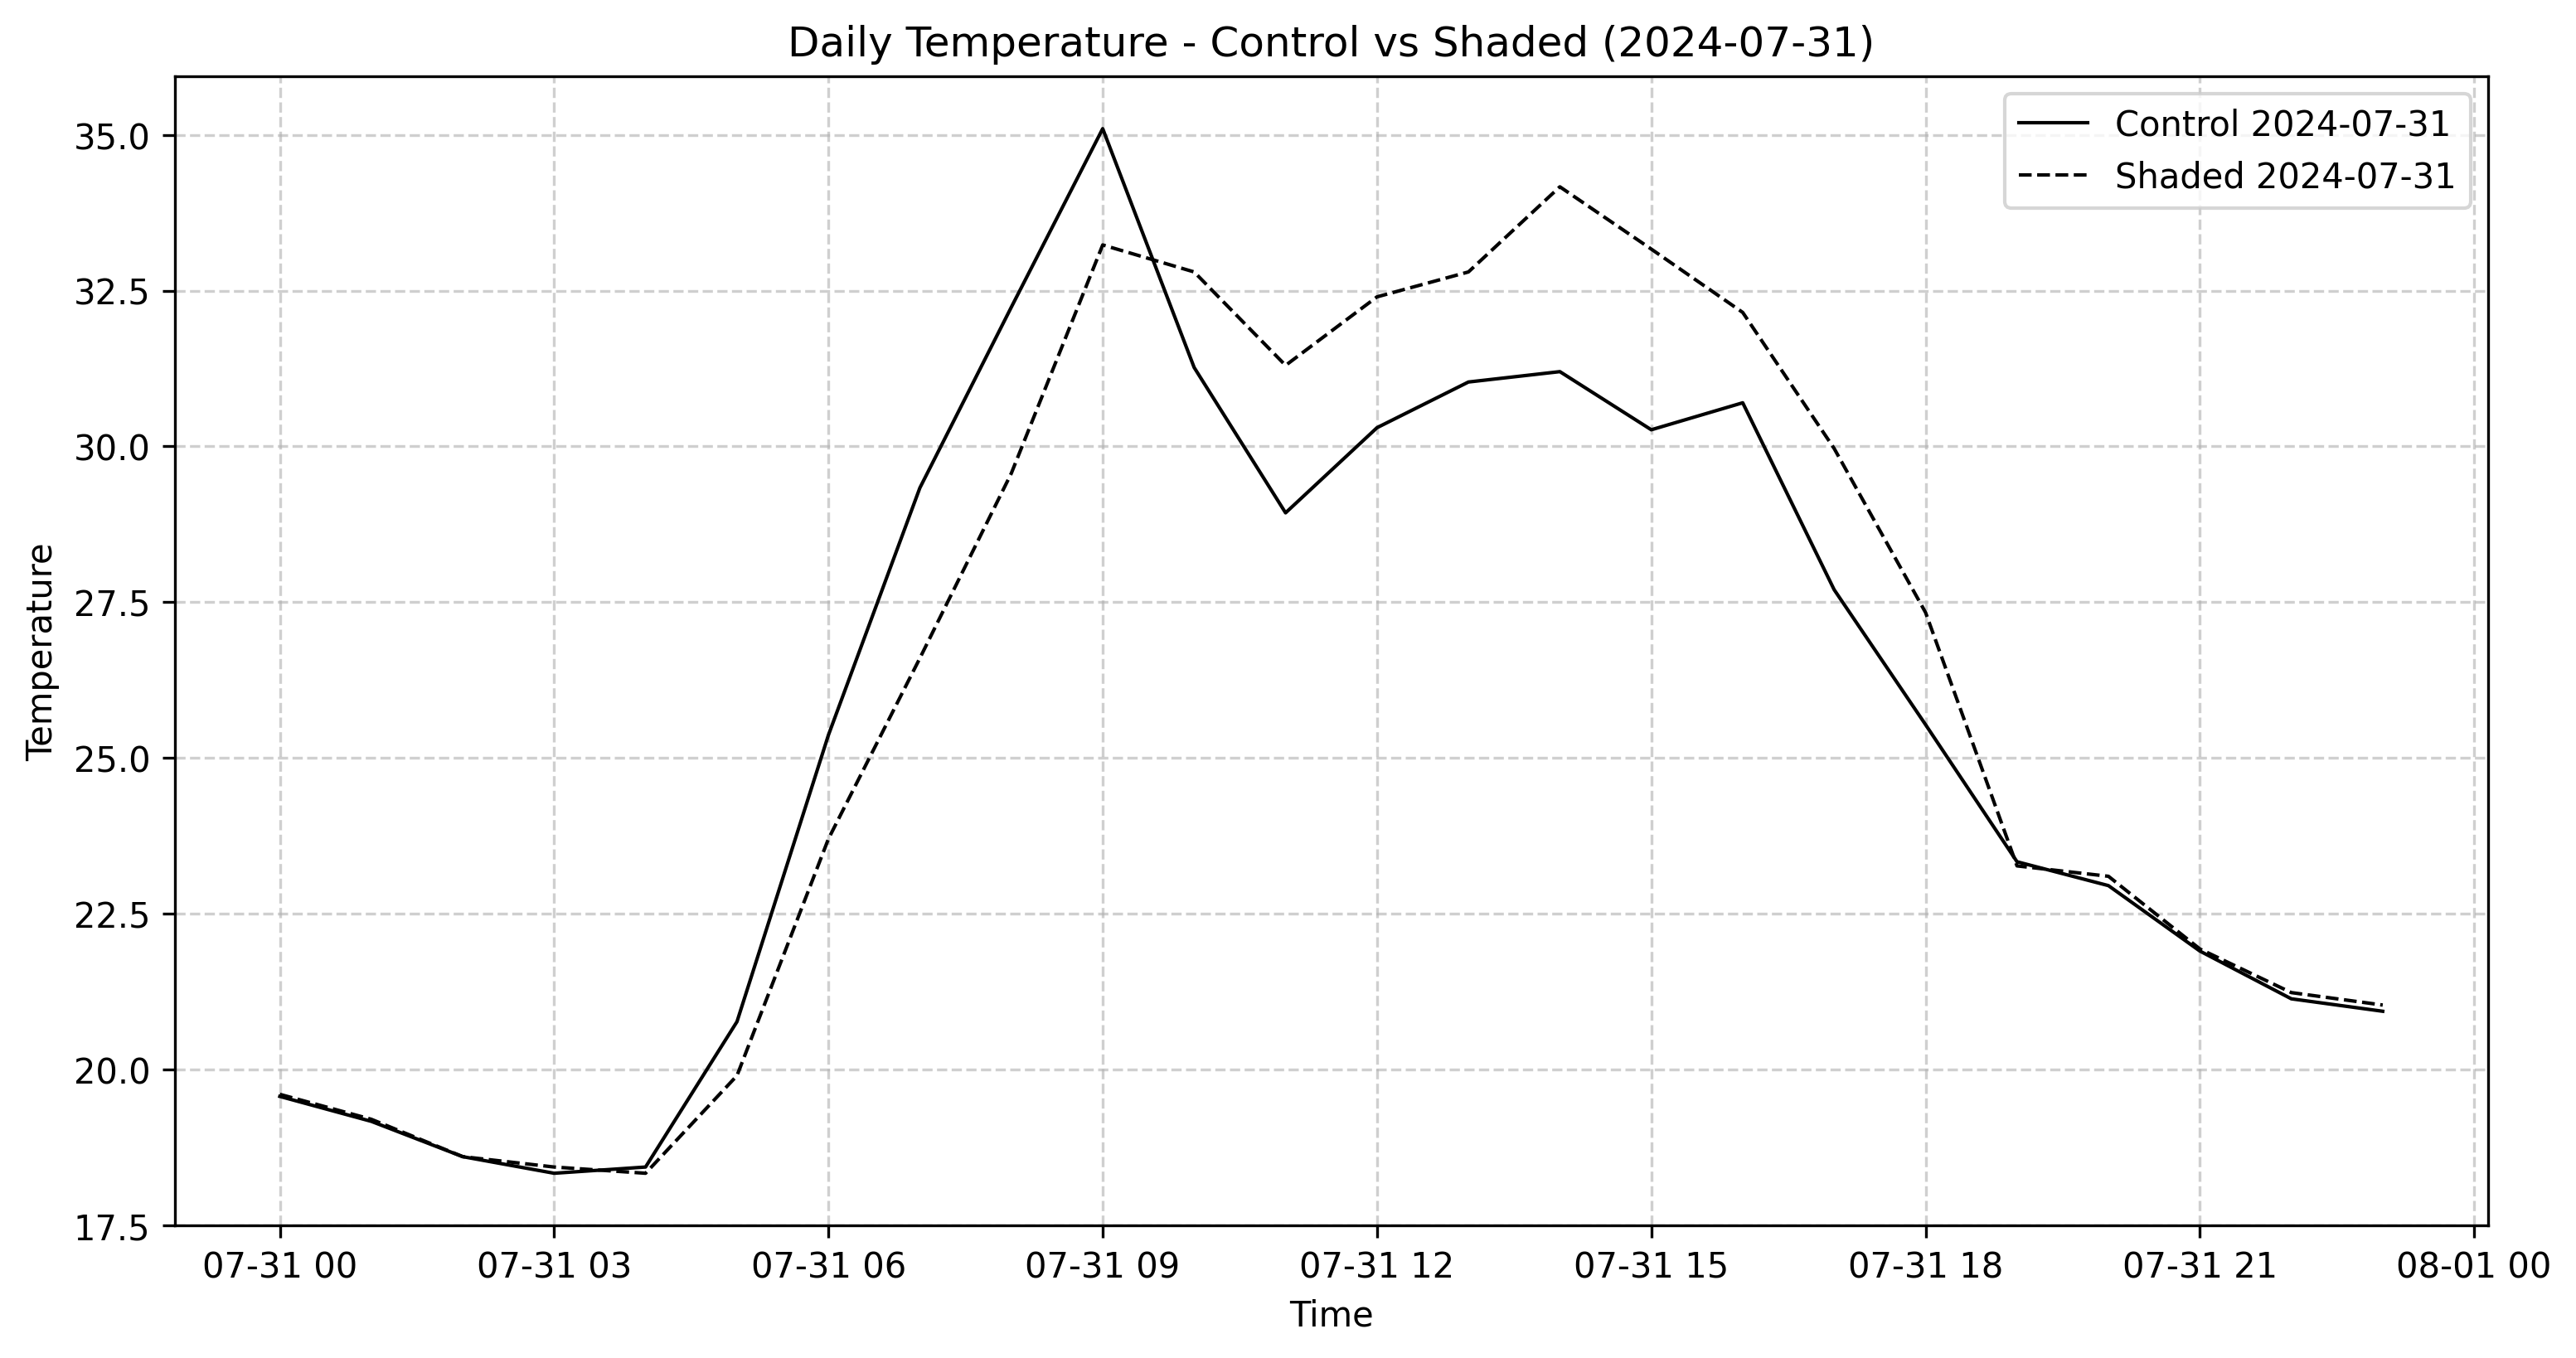 Daily Temperature - Control vs Shaded (2024-07-31)
Control 2024-07-31
Shaded 2024-07-31
Temperature
35.0
32.5
30.0
27.5
25.0
22.5
20.0
17.5
07-31 00 07-31 03 07-31 06 07-31 09 07-31 12 07-31 15 07-31 18 07-31 21 08-01 00
Time